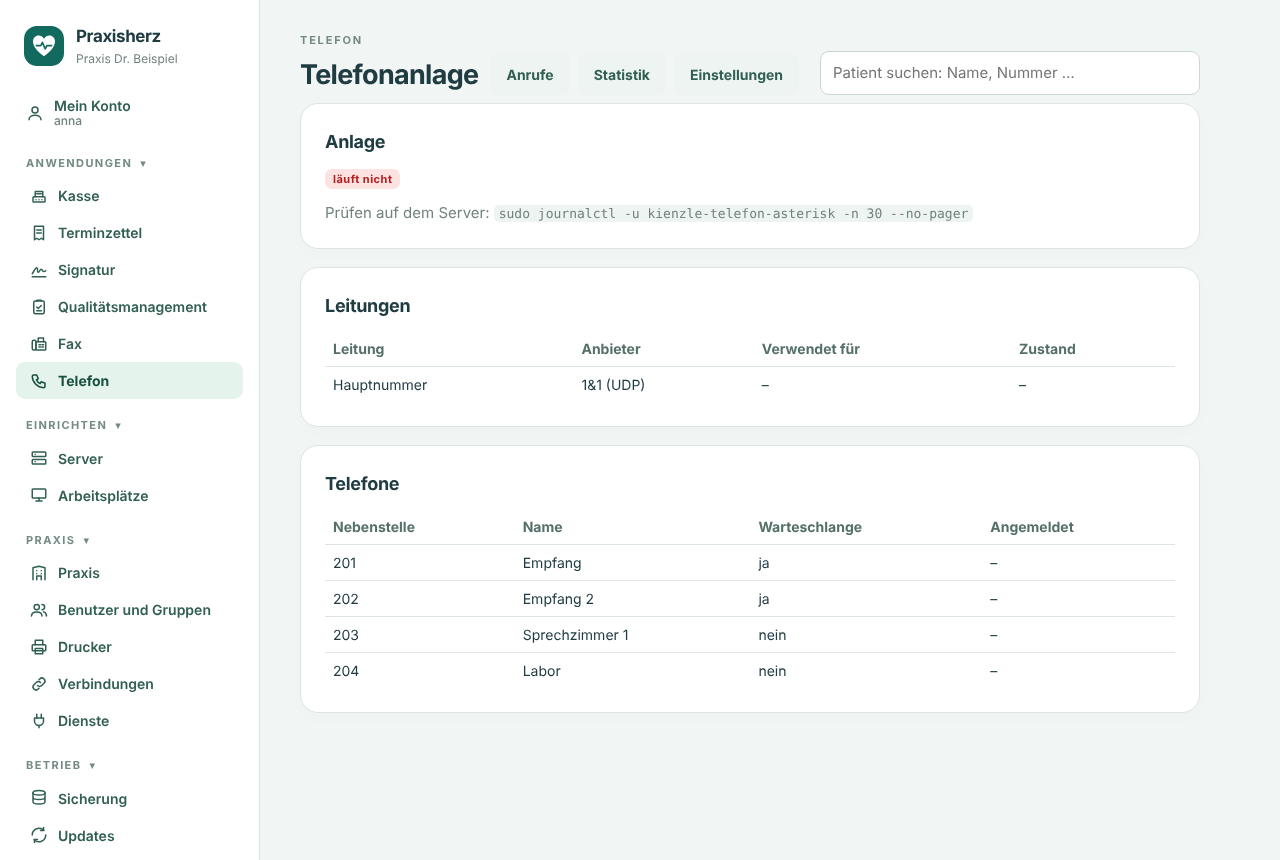 Praxisherz
Praxis Dr. Beispiel
Mein Konto
anna
ANWENDUNGEN ▾
Kasse
Terminzettel
Signatur
Qualitätsmanagement
Fax
Telefon
EINRICHTEN ▾
Server
Arbeitsplätze
PRAXIS ▾
Praxis
Benutzer und Gruppen
Drucker
Verbindungen
Dienste
BETRIEB ▾
Sicherung
Updates
TELEFON
Telefonanlage Anrufe Statistik Einstellungen Patient suchen: Name, Nummer ...
Anlage
läuft nicht
Prüfen auf dem Server: sudo journalctl -u kienzle-telefon-asterisk -n 30 --no-pager
Leitungen
Leitung Anbieter Verwendet für Zustand
Hauptnummer 1&1 (UDP) – –
Telefone
Nebenstelle Name Warteschlange Angemeldet
201 Empfang ja –
202 Empfang 2 ja –
203 Sprechzimmer 1 nein –
204 Labor nein –